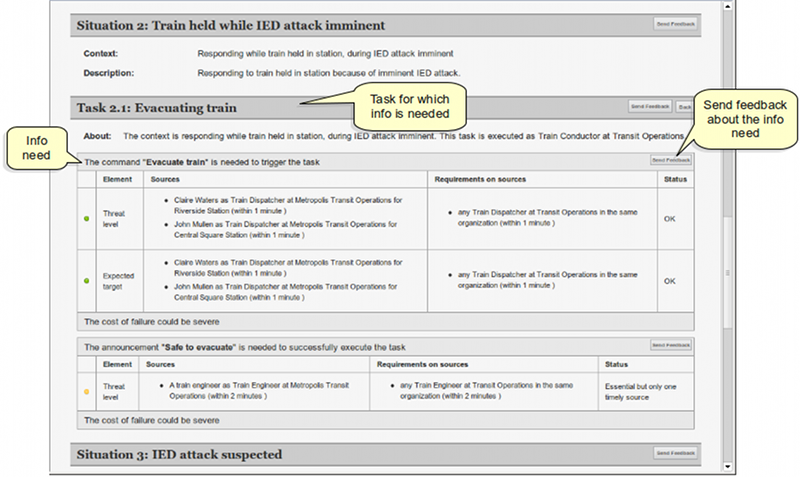 Situation 2: Train held while IED attack imminent
Send Feedback
Context: Responding while train held in station, during IED attack imminent
Description: Responding to train held in station because of imminent IED attack.
Task 2.1: Evacuating train
Send Feedback
Back
Task for which
info is needed
Send feedback
about the info
need
Info
need
About: The context is responding while train held in station, during IED attack imminent. This task is executed as Train Conductor at Transit Operations.
The command "Evacuate train" is needed to trigger the task
Send Feedback
Element Sources Requirements on sources Status
Threat
level
Claire Waters as Train Dispatcher at Metropolis Transit Operations for
Riverside Station (within 1 minute )
John Mullen as Train Dispatcher at Metropolis Transit Operations for
Central Square Station (within 1 minute )
any Train Dispatcher at Transit Operations in the same
organization (within 1 minute )
OK
Expected
target
Claire Waters as Train Dispatcher at Metropolis Transit Operations for
Riverside Station (within 1 minute )
John Mullen as Train Dispatcher at Metropolis Transit Operations for
Central Square Station (within 1 minute )
any Train Dispatcher at Transit Operations in the same
organization (within 1 minute )
OK
The cost of failure could be severe
The announcement "Safe to evacuate" is needed to successfully execute the task
Send Feedback
Element Sources Requirements on sources Status
Threat
level
A train engineer as Train Engineer at Metropolis Transit
Operations (within 2 minutes )
any Train Engineer at Transit Operations in the same
organization (within 2 minutes )
Essential but only one
timely source
The cost of failure could be severe
Situation 3: IED attack suspected
Send Feedback